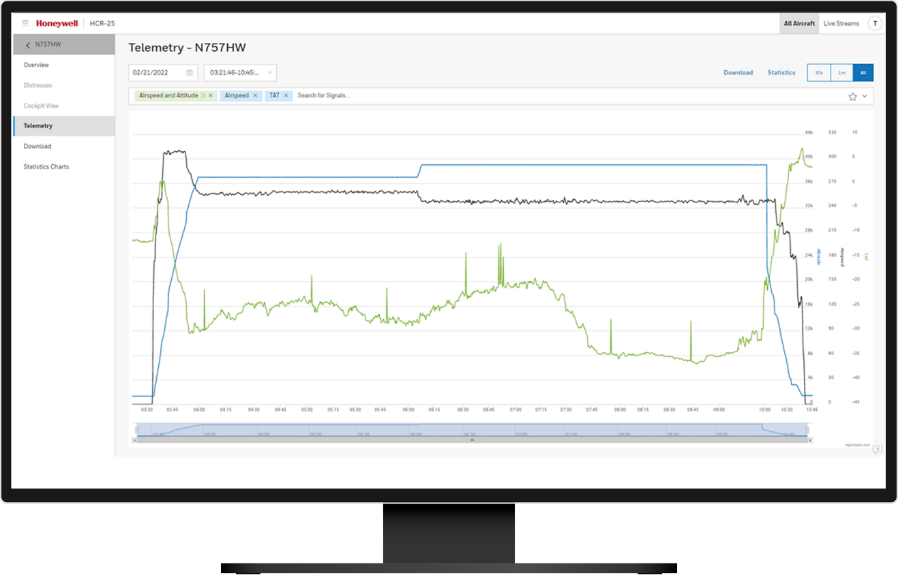 Honeywell | HCR-25
All Aircraft Live Streams T
N757HW
Overview
Distresses
Cockpit View
Telemetry
Download
Statistics Charts
Telemetry - N757HW
02/21/2022 03:21:46-10:45:...
Download Statistics 30s 1m All
Airspeed and Altitude × Airspeed × TAT × Search for Signals...
44k 330 10
40k 300 5
36k 270 0
32k 240 -5
28k 210 -10
24k 180 -15
20k 150 -20
16k 120 -25
12k 90 -30
8k 60 -35
4k 30 -40
0 0 -45
Altitude
Airspeed
TAT
03:30 03:45 04:00 04:15 04:30 04:45 05:00 05:15 05:30 05:45 06:00 06:15 06:30 06:45 07:00 07:15 07:30 07:45 08:00 08:15 08:30 08:45 09:00 10:00 10:30 10:45